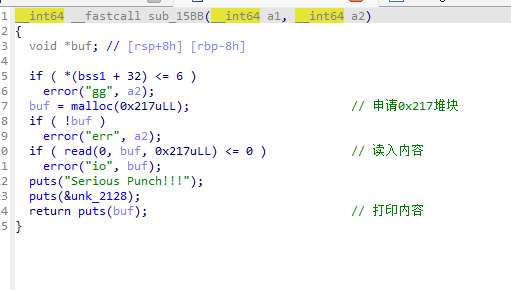 1 __int64 __fastcall sub_15BB(__int64 a1, __int64 a2)
2 {
3 void *buf; // [rsp+8h] [rbp-8h]
4
5 if ( *(bss1 + 32) <= 6 )
6 error("gg", a2);
7 buf = malloc(0x217uLL); // 申请0x217堆块
8 if ( !buf )
9 error("err", a2);
10 if ( read(0, buf, 0x217uLL) <= 0 ) // 读入内容
11 error("io", buf);
12 puts("Serious Punch!!!");
13 puts(&unk_2128);
14 return puts(buf); // 打印内容
15 }